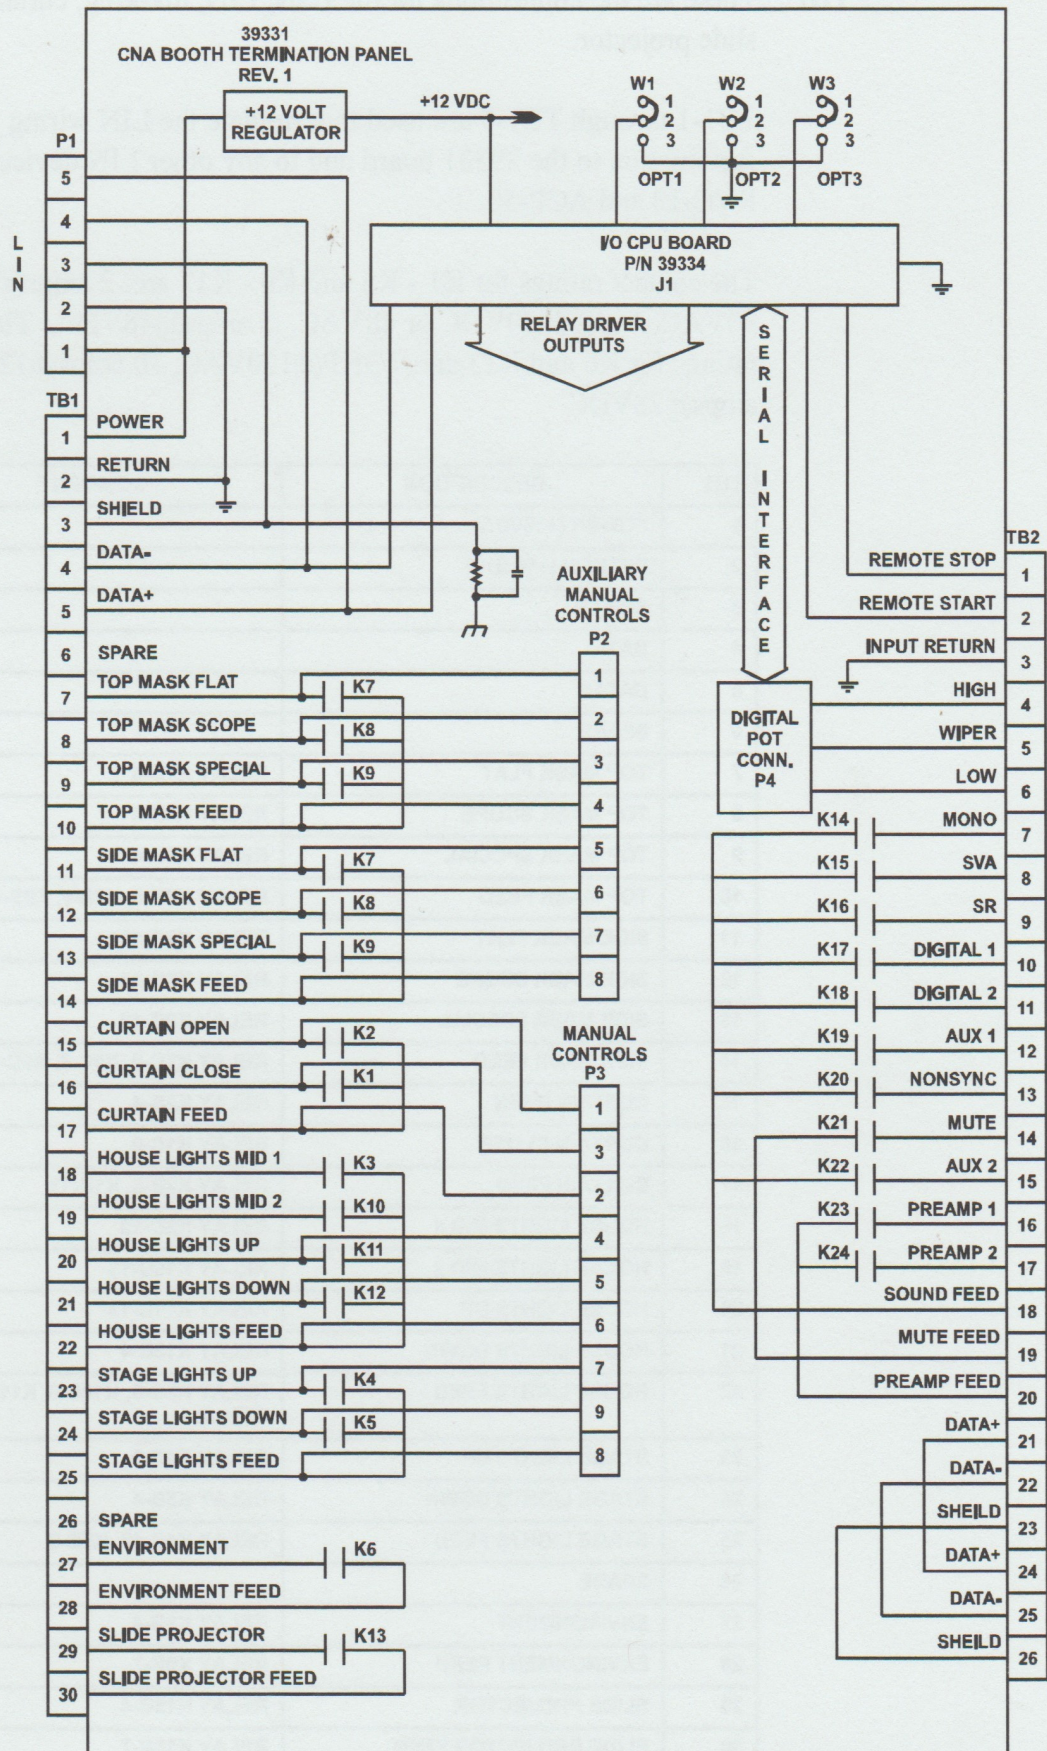 39331
CNA BOOTH TERMINATION PANEL
REV. 1
+12 VOLT
REGULATOR
+12 VDC
W1
1
2
3
OPT1
W2
1
2
3
OPT2
W3
1
2
3
OPT3
I/O CPU BOARD
P/N 39334
J1
RELAY DRIVER
OUTPUTS
SERIAL INTERFACE
LIN
P1
5
4
3
2
1
TB1
1 POWER
2 RETURN
3 SHIELD
4 DATA-
5 DATA+
6 SPARE
7 TOP MASK FLAT K7
8 TOP MASK SCOPE K8
9 TOP MASK SPECIAL K9
10 TOP MASK FEED
11 SIDE MASK FLAT K7
12 SIDE MASK SCOPE K8
13 SIDE MASK SPECIAL K9
14 SIDE MASK FEED
15 CURTAIN OPEN K2
16 CURTAIN CLOSE K1
17 CURTAIN FEED
18 HOUSE LIGHTS MID 1 K3
19 HOUSE LIGHTS MID 2 K10
20 HOUSE LIGHTS UP K11
21 HOUSE LIGHTS DOWN K12
22 HOUSE LIGHTS FEED
23 STAGE LIGHTS UP K4
24 STAGE LIGHTS DOWN K5
25 STAGE LIGHTS FEED
26 SPARE
27 ENVIRONMENT K6
28 ENVIRONMENT FEED
29 SLIDE PROJECTOR K13
30 SLIDE PROJECTOR FEED
AUXILIARY
MANUAL
CONTROLS
P2
1
2
3
4
5
6
7
8
MANUAL
CONTROLS
P3
1
3
2
4
5
6
7
9
8
DIGITAL
POT
CONN.
P4
TB2
REMOTE STOP 1
REMOTE START 2
INPUT RETURN 3
HIGH 4
WIPER 5
LOW 6
K14 MONO 7
K15 SVA 8
K16 SR 9
K17 DIGITAL 1 10
K18 DIGITAL 2 11
K19 AUX 1 12
K20 NONSYNC 13
K21 MUTE 14
K22 AUX 2 15
K23 PREAMP 1 16
K24 PREAMP 2 17
SOUND FEED 18
MUTE FEED 19
PREAMP FEED 20
DATA+ 21
DATA- 22
SHEILD 23
DATA+ 24
DATA- 25
SHEILD 26